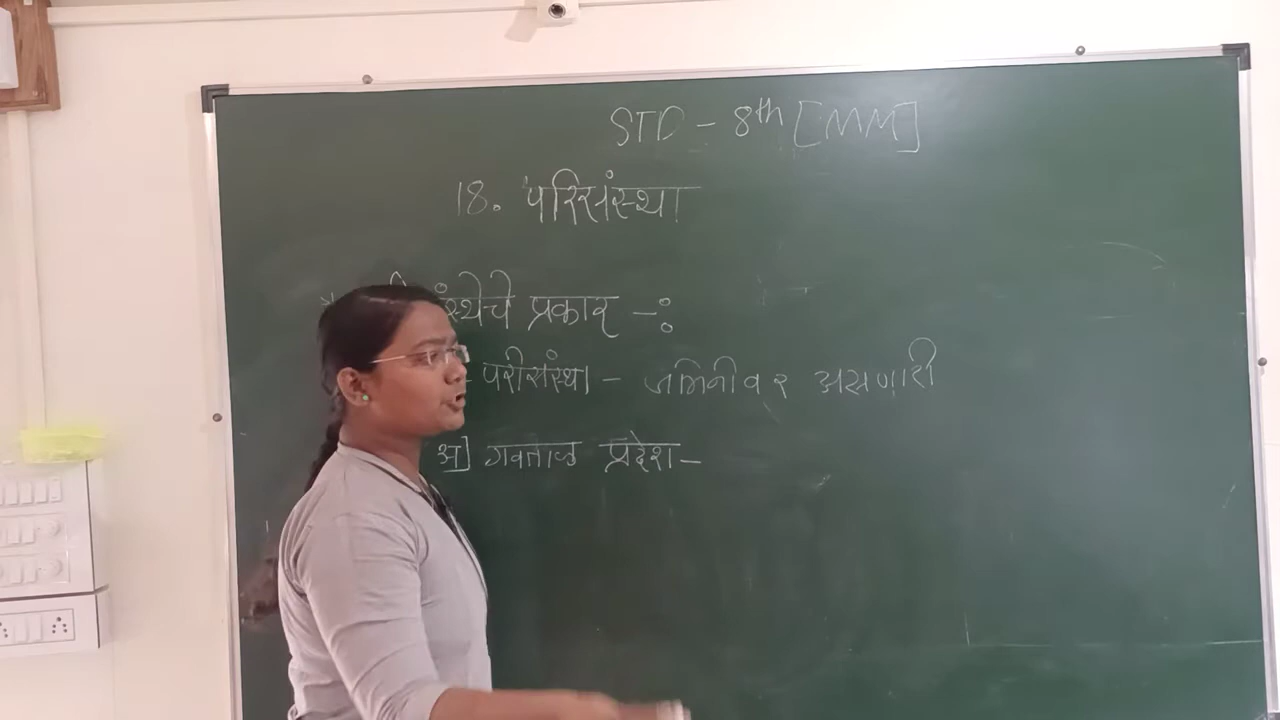 STD - 8th [MM]
18. परिसंस्था
प्रकार -:
परीसंस्था - जमिनीवर असणारी
अ] गवताळ प्रदेश-